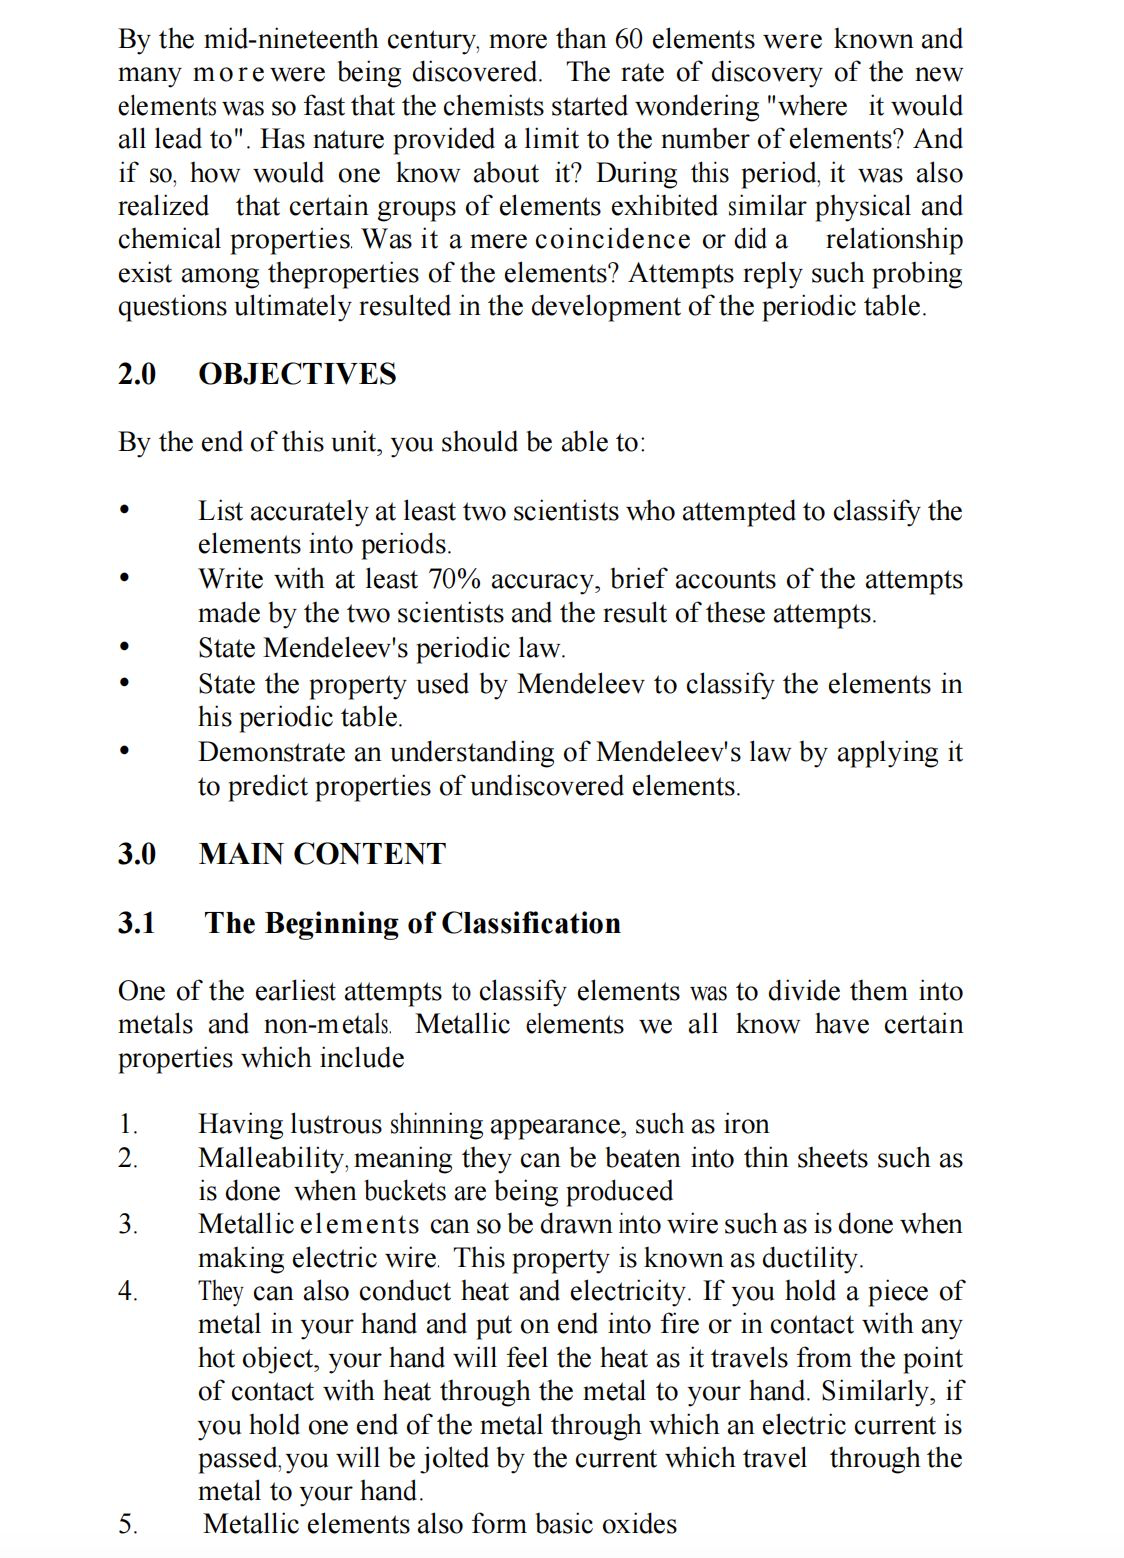 By the mid-nineteenth century, more than 60 elements were known and
many more were being discovered. The rate of discovery of the new
elements was so fast that the chemists started wondering "where it would
all lead to". Has nature provided a limit to the number of elements? And
if so, how would one know about it? During this period, it was also
realized that certain groups of elements exhibited similar physical and
chemical properties. Was it a mere coincidence or did a relationship
exist among theproperties of the elements? Attempts reply such probing
questions ultimately resulted in the development of the periodic table.
2.0 OBJECTIVES
By the end of this unit, you should be able to:
• List accurately at least two scientists who attempted to classify the
elements into periods.
• Write with at least 70% accuracy, brief accounts of the attempts
made by the two scientists and the result of these attempts.
• State Mendeleev's periodic law.
• State the property used by Mendeleev to classify the elements in
his periodic table.
• Demonstrate an understanding of Mendeleev's law by applying it
to predict properties of undiscovered elements.
3.0 MAIN CONTENT
3.1 The Beginning of Classification
One of the earliest attempts to classify elements was to divide them into
metals and non-metals. Metallic elements we all know have certain
properties which include
1. Having lustrous shinning appearance, such as iron
2. Malleability, meaning they can be beaten into thin sheets such as
is done when buckets are being produced
3. Metallic elements can so be drawn into wire such as is done when
making electric wire. This property is known as ductility.
4. They can also conduct heat and electricity. If you hold a piece of
metal in your hand and put on end into fire or in contact with any
hot object, your hand will feel the heat as it travels from the point
of contact with heat through the metal to your hand. Similarly, if
you hold one end of the metal through which an electric current is
passed, you will be jolted by the current which travel through the
metal to your hand.
5. Metallic elements also form basic oxides